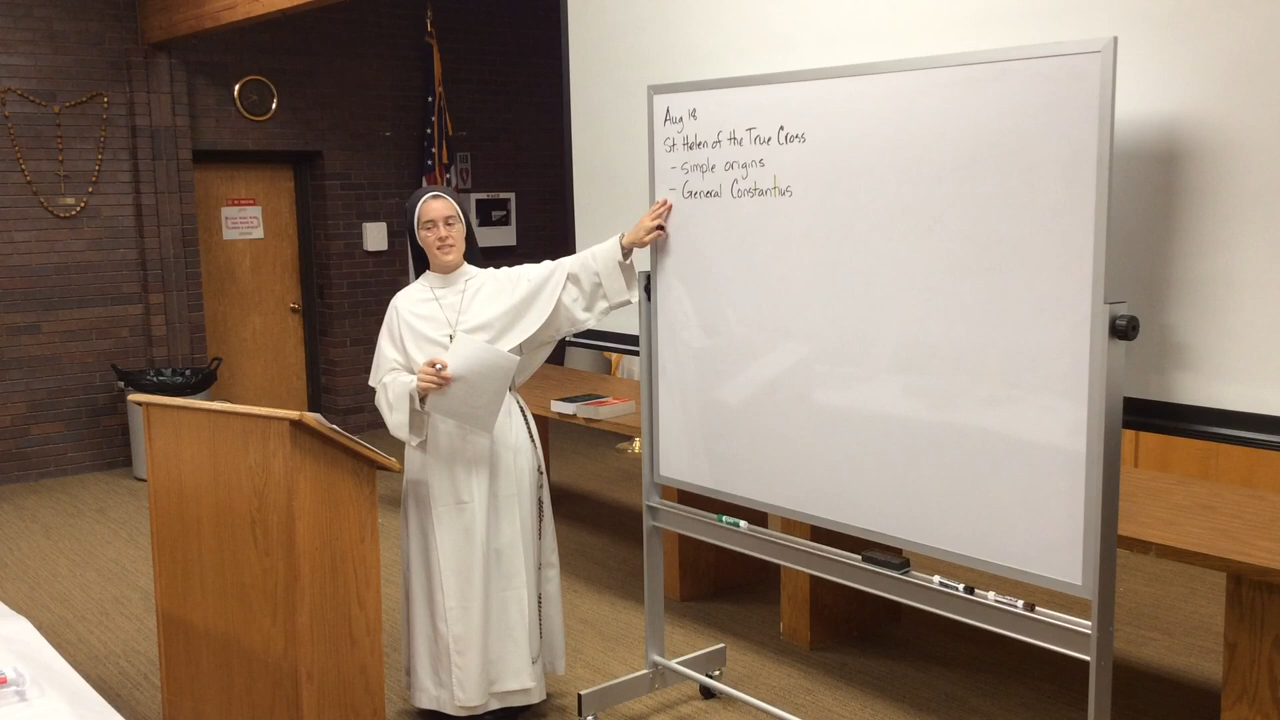 Aug 18
St. Helen of the True Cross
- simple origins
- General Constantius